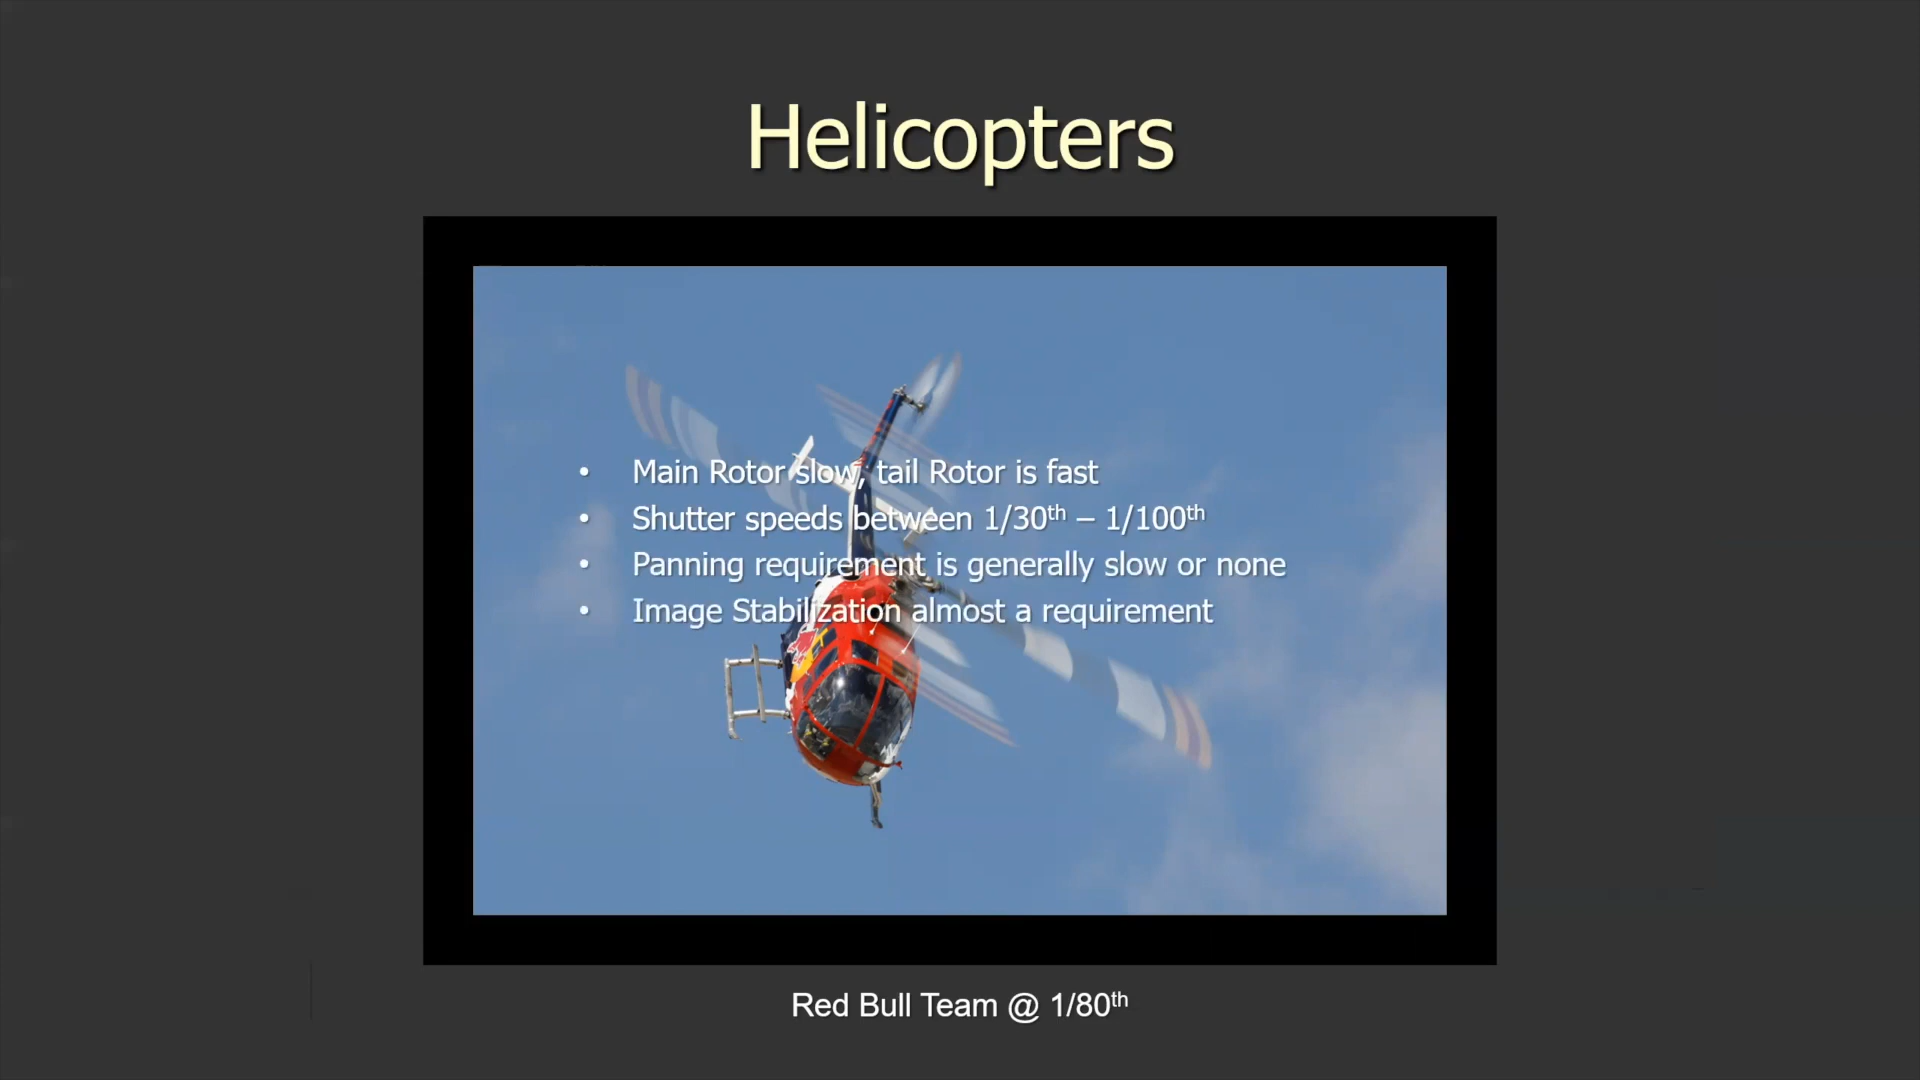 Helicopters
• Main Rotor slow, tail Rotor is fast
• Shutter speeds between 1/30th – 1/100th
• Panning requirement is generally slow or none
• Image Stabilization almost a requirement
Red Bull Team @ 1/80th